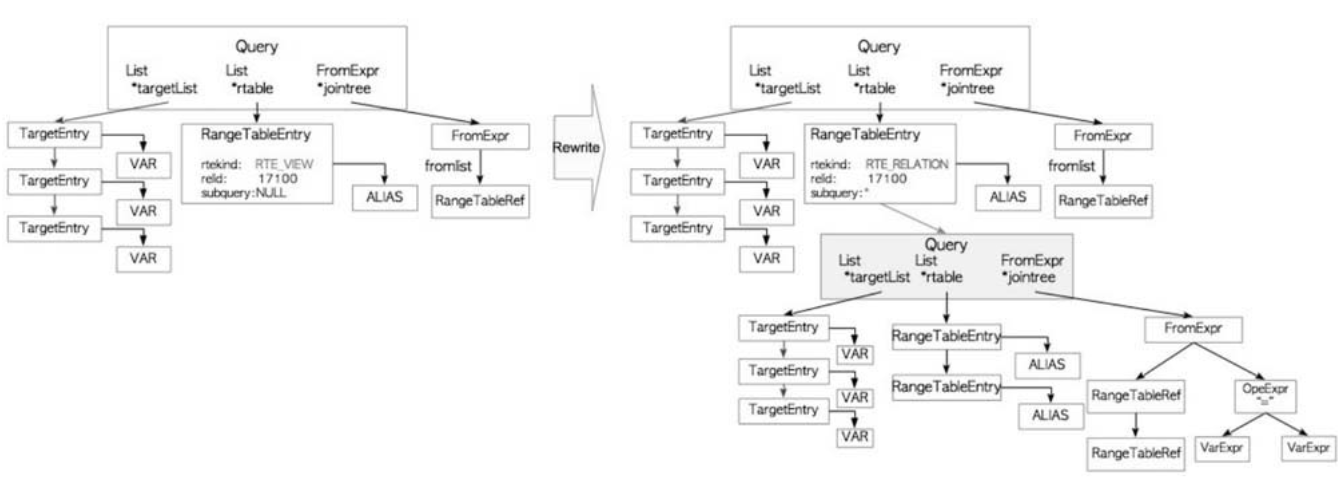 Query
List List FromExpr
*targetList *rtable *jointree
TargetEntry
VAR
TargetEntry
VAR
TargetEntry
VAR
RangeTableEntry
rtekind: RTE_VIEW
relid: 17100
subquery:NULL
ALIAS
FromExpr
fromlist
RangeTableRef
Rewrite
Query
List List FromExpr
*targetList *rtable *jointree
TargetEntry
VAR
TargetEntry
VAR
TargetEntry
VAR
RangeTableEntry
rtekind: RTE_RELATION
relid: 17100
subquery:*
ALIAS
FromExpr
fromlist
RangeTableRef
Query
List List FromExpr
*targetList *rtable *jointree
TargetEntry
VAR
TargetEntry
VAR
TargetEntry
VAR
RangeTableEntry
ALIAS
RangeTableEntry
ALIAS
FromExpr
RangeTableRef
RangeTableRef
OpeExpr
"="
VarExpr
VarExpr